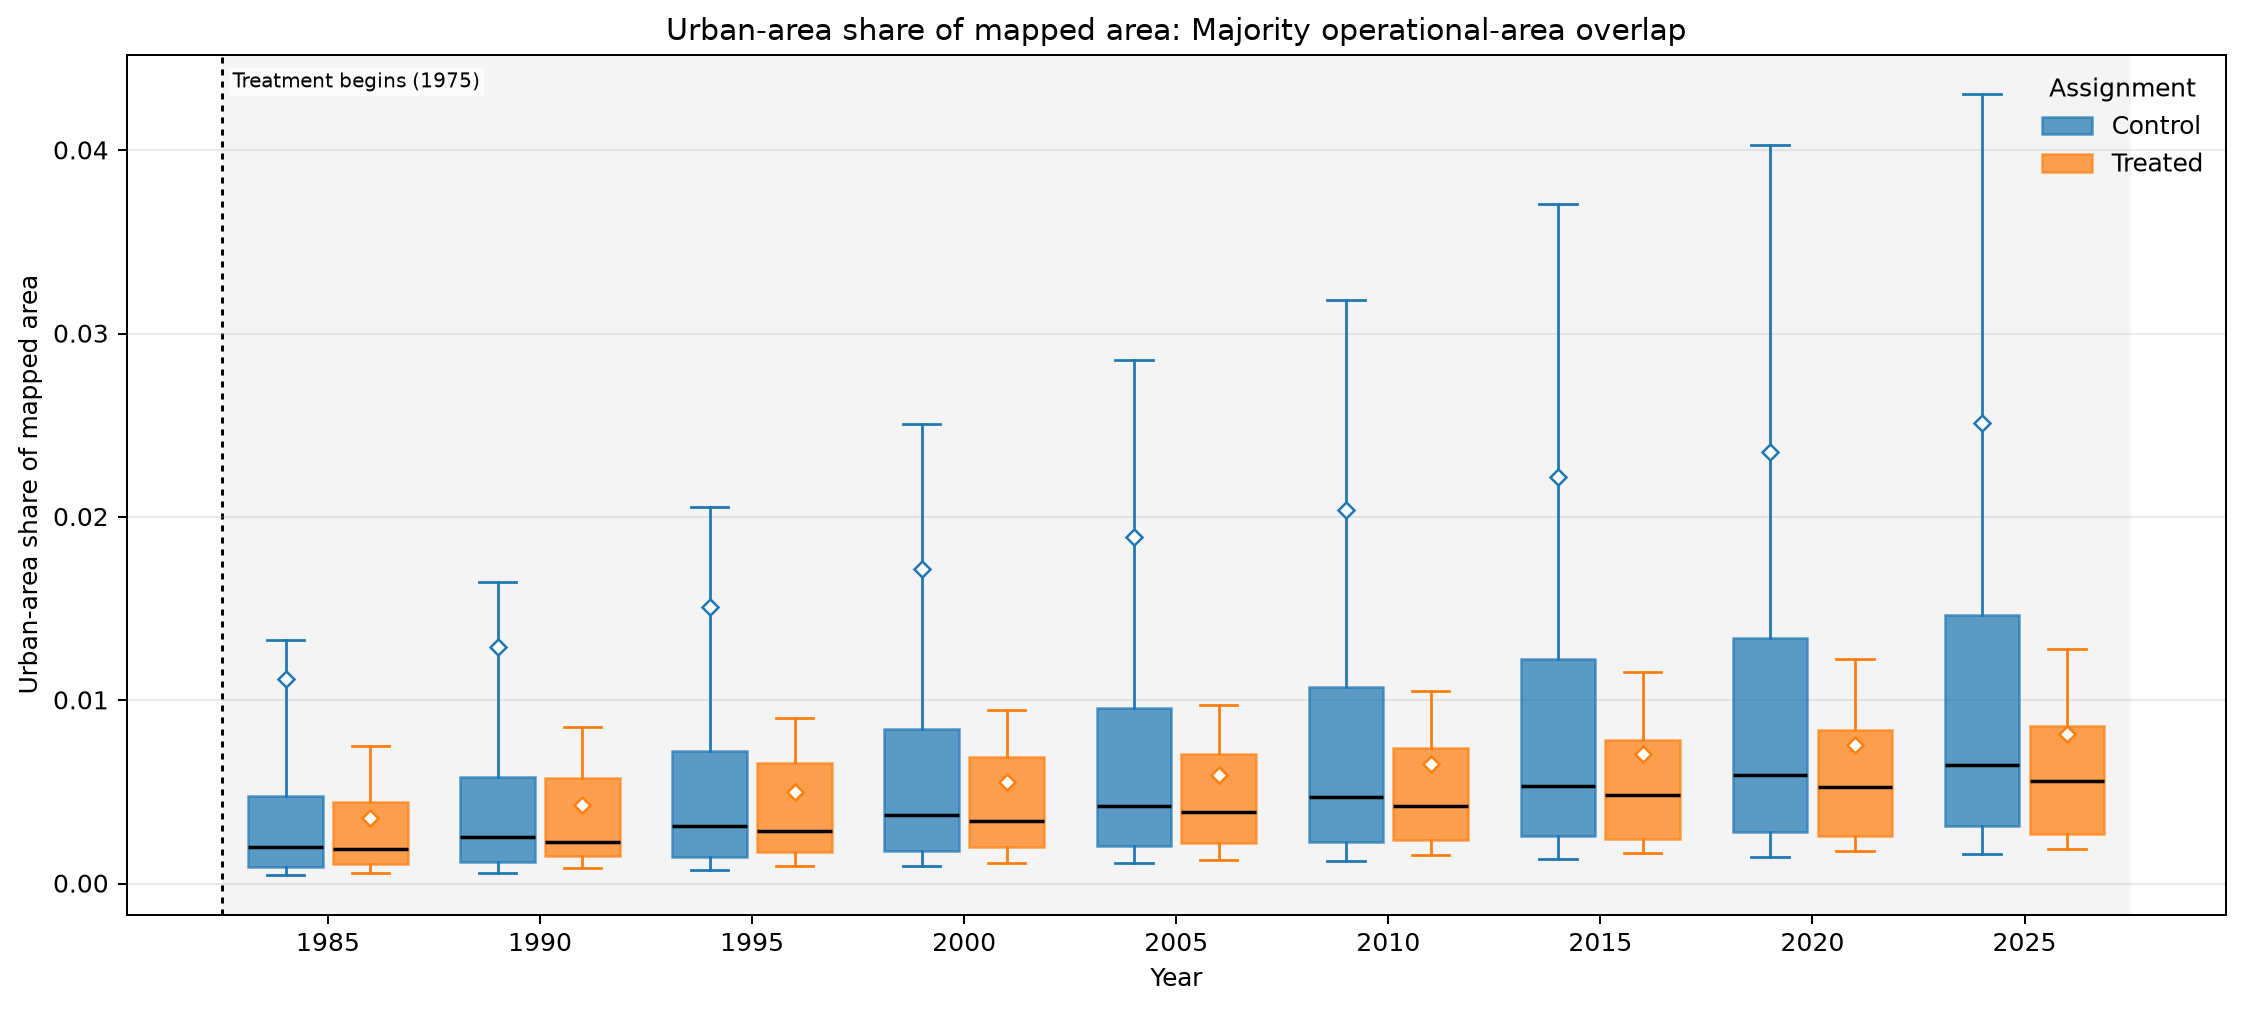 Urban-area share of mapped area: Majority operational-area overlap
Treatment begins (1975)
Assignment
Control
Treated
Urban-area share of mapped area
0.04
0.03
0.02
0.01
0.00
1985 1990 1995 2000 2005 2010 2015 2020 2025
Year